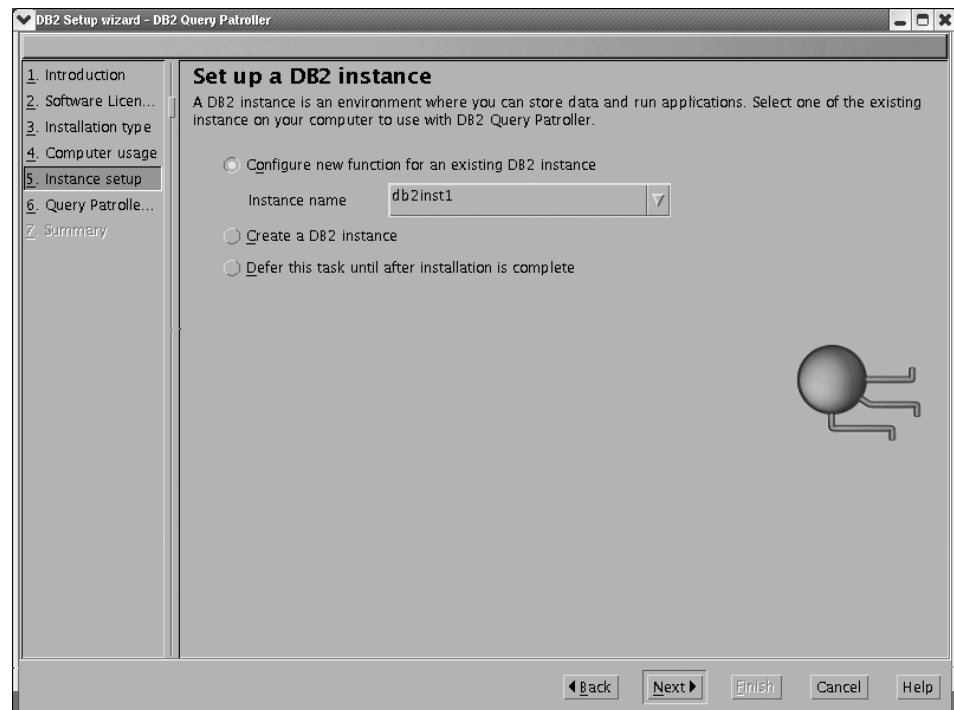 DB2 Setup wizard - DB2 Query Patroller
1. Introduction
2. Software Licen...
3. Installation type
4. Computer usage
5. Instance setup
6. Query Patrolle...
7. Summary
Set up a DB2 instance
A DB2 instance is an environment where you can store data and run applications. Select one of the existing
instance on your computer to use with DB2 Query Patroller.
Configure new function for an existing DB2 instance
Instance name db2inst1
Create a DB2 instance
Defer this task until after installation is complete
Back Next Finish Cancel Help